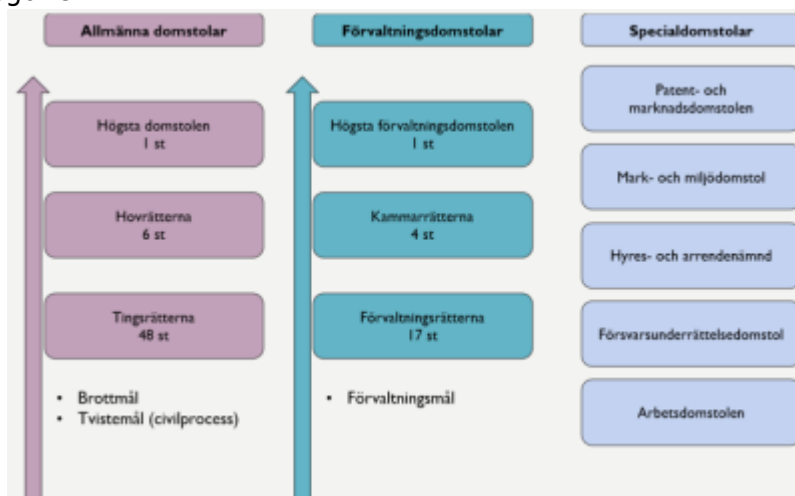 Allmänna domstolar
Högsta domstolen
1 st
Hovrätterna
6 st
Tingsrätterna
48 st
• Brottmål
• Tvistemål (civilprocess)
Förvaltningsdomstolar
Högsta förvaltningsdomstolen
1 st
Kammarrätterna
4 st
Förvaltningsrätterna
17 st
• Förvaltningsmål
Specialdomstolar
Patent- och
marknadsdomstolen
Mark- och miljödomstol
Hyres- och arrendenämnd
Försvarsunderrättelsedomstol
Arbetsdomstolen